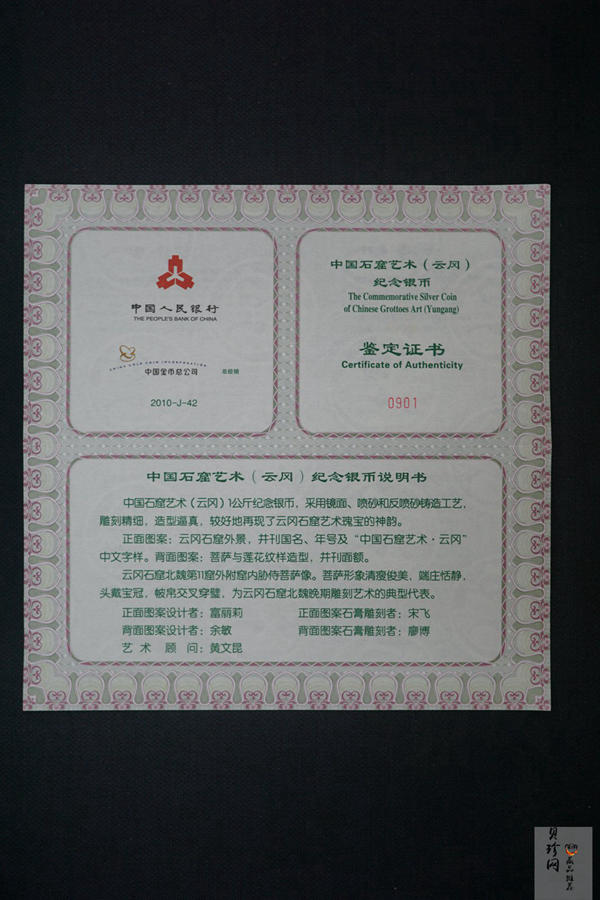 中国人民银行
THE PEOPLE'S BANK OF CHINA
CHINA GOLD COIN INCORPORATION
中国金币总公司 总经销
2010-J-42
中国石窟艺术（云冈）
纪念银币
The Commemorative Silver Coin
of Chinese Grottoes Art (Yungang)
鉴定证书
Certificate of Authenticity
0901
中国石窟艺术（云冈）纪念银币说明书
中国石窟艺术（云冈）1公斤纪念银币，采用镜面、喷砂和反喷砂铸造工艺，
雕刻精细，造型逼真，较好地再现了云冈石窟艺术瑰宝的神韵。
正面图案：云冈石窟外景，并刊国名、年号及“中国石窟艺术·云冈”
中文字样。背面图案：菩萨与莲花纹样造型，并刊面额。
云冈石窟北魏第11窟外附窟内胁侍菩萨像。菩萨形象清瘦俊美，端庄恬静，
头戴宝冠，帔帛交叉穿璧，为云冈石窟北魏晚期雕刻艺术的典型代表。
正面图案设计者：富丽莉 正面图案石膏雕刻者：宋飞
背面图案设计者：余敏 背面图案石膏雕刻者：廖博
艺术顾问：黄文昆
贝珍网
藏品推荐